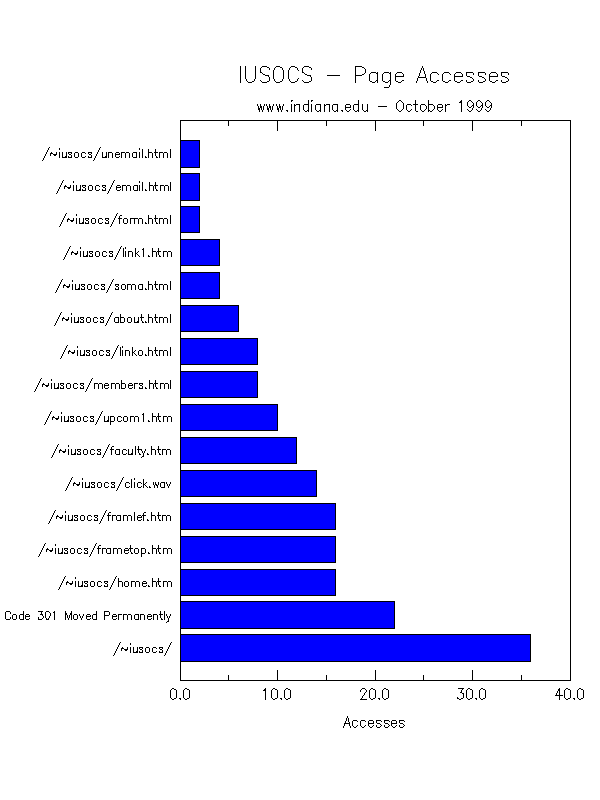 IUSOCS – Page Accesses
www.indiana.edu – October 1999
/~iusocs/unemail.html
/~iusocs/email.html
/~iusocs/form.html
/~iusocs/link1.htm
/~iusocs/soma.html
/~iusocs/about.html
/~iusocs/linko.html
/~iusocs/members.html
/~iusocs/upcom1.htm
/~iusocs/faculty.htm
/~iusocs/click.wav
/~iusocs/framlef.htm
/~iusocs/frametop.htm
/~iusocs/home.htm
Code 301 Moved Permanently
/~iusocs/
0.0 10.0 20.0 30.0 40.0
Accesses